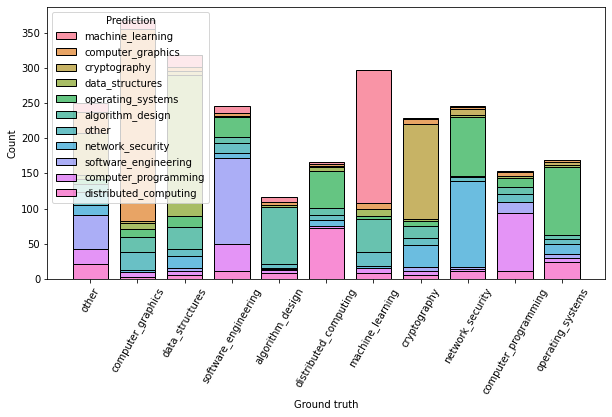 Prediction
machine_learning
computer_graphics
cryptography
data_structures
operating_systems
algorithm_design
other
network_security
software_engineering
computer_programming
distributed_computing
Count
350
300
250
200
150
100
50
0
other
computer_graphics
data_structures
software_engineering
algorithm_design
distributed_computing
machine_learning
cryptography
network_security
computer_programming
operating_systems
Ground truth